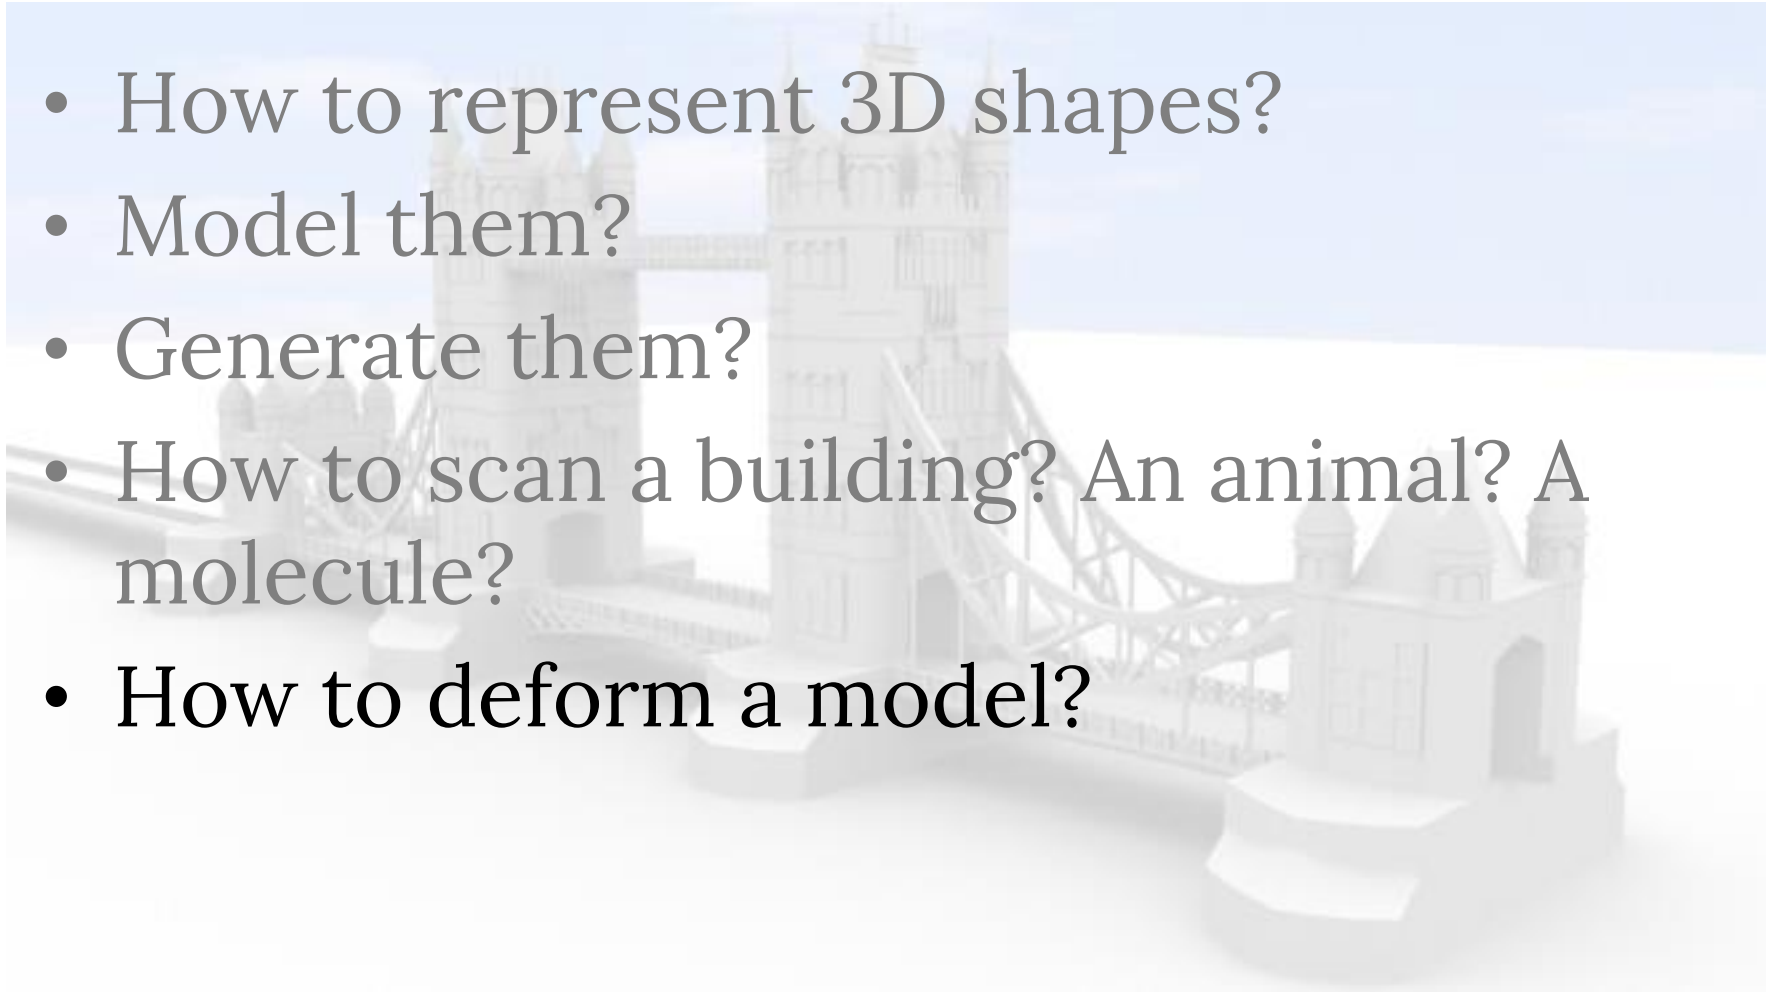 • How to represent 3D shapes?
• Model them?
• Generate them?
• How to scan a building? An animal? A
molecule?
• How to deform a model?